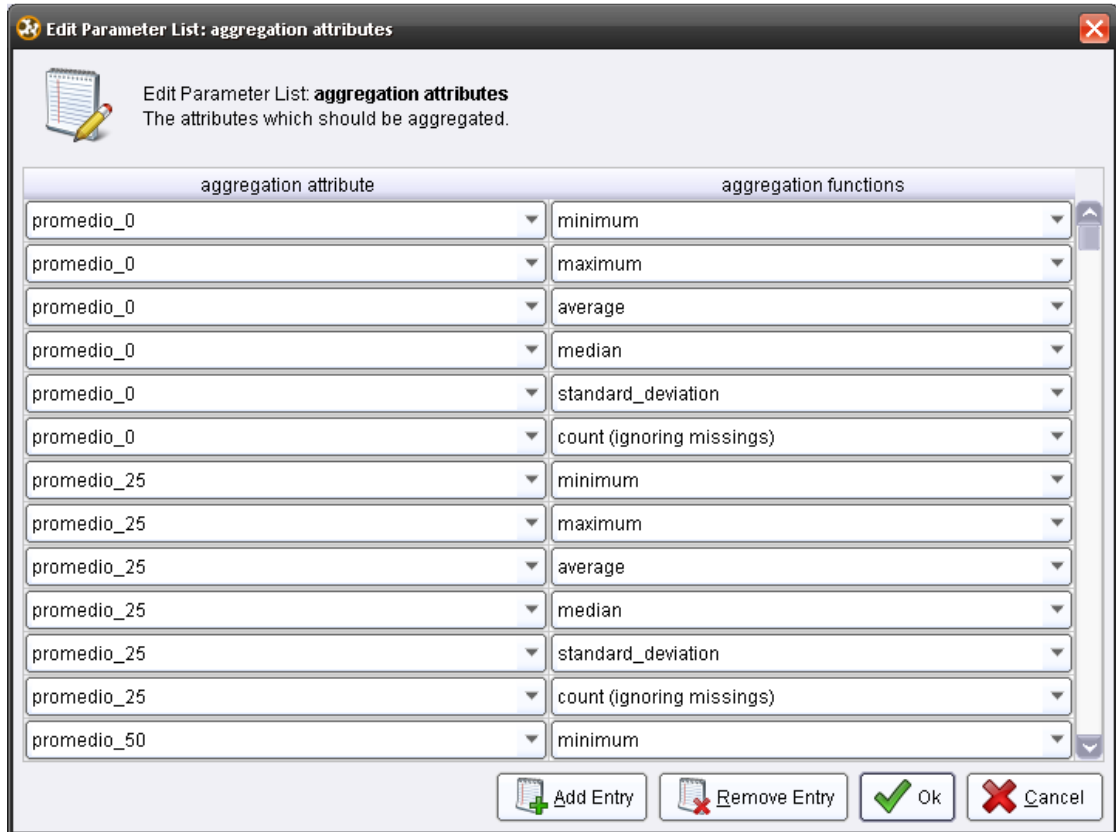 Edit Parameter List: aggregation attributes
Edit Parameter List: aggregation attributes
The attributes which should be aggregated.
aggregation attribute aggregation functions
promedio_0 minimum
promedio_0 maximum
promedio_0 average
promedio_0 median
promedio_0 standard_deviation
promedio_0 count (ignoring missings)
promedio_25 minimum
promedio_25 maximum
promedio_25 average
promedio_25 median
promedio_25 standard_deviation
promedio_25 count (ignoring missings)
promedio_50 minimum
Add Entry Remove Entry Ok Cancel